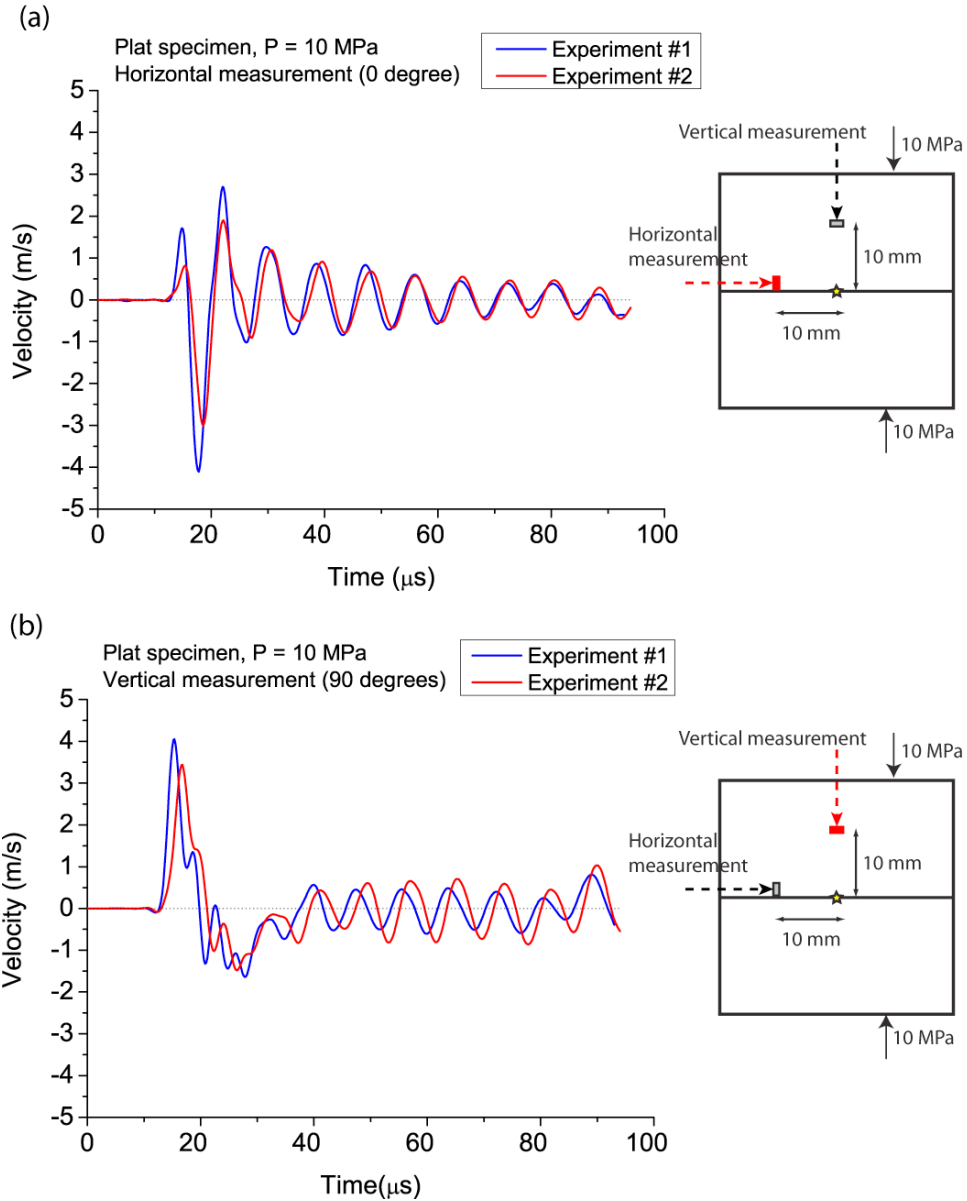 (a)
Plat specimen, P = 10 MPa
Horizontal measurement (0 degree)
Experiment #1
Experiment #2
5
4
3
2
1
0
-1
-2
-3
-4
-5
Velocity (m/s)
0
20
40
60
80
100
Time (μs)
Vertical measurement
10 MPa
Horizontal
measurement
10 mm
10 mm
10 MPa
(b)
Plat specimen, P = 10 MPa
Vertical measurement (90 degrees)
Experiment #1
Experiment #2
5
4
3
2
1
0
-1
-2
-3
-4
-5
Velocity (m/s)
0
20
40
60
80
100
Time(μs)
Vertical measurement
10 MPa
Horizontal
measurement
10 mm
10 mm
10 MPa